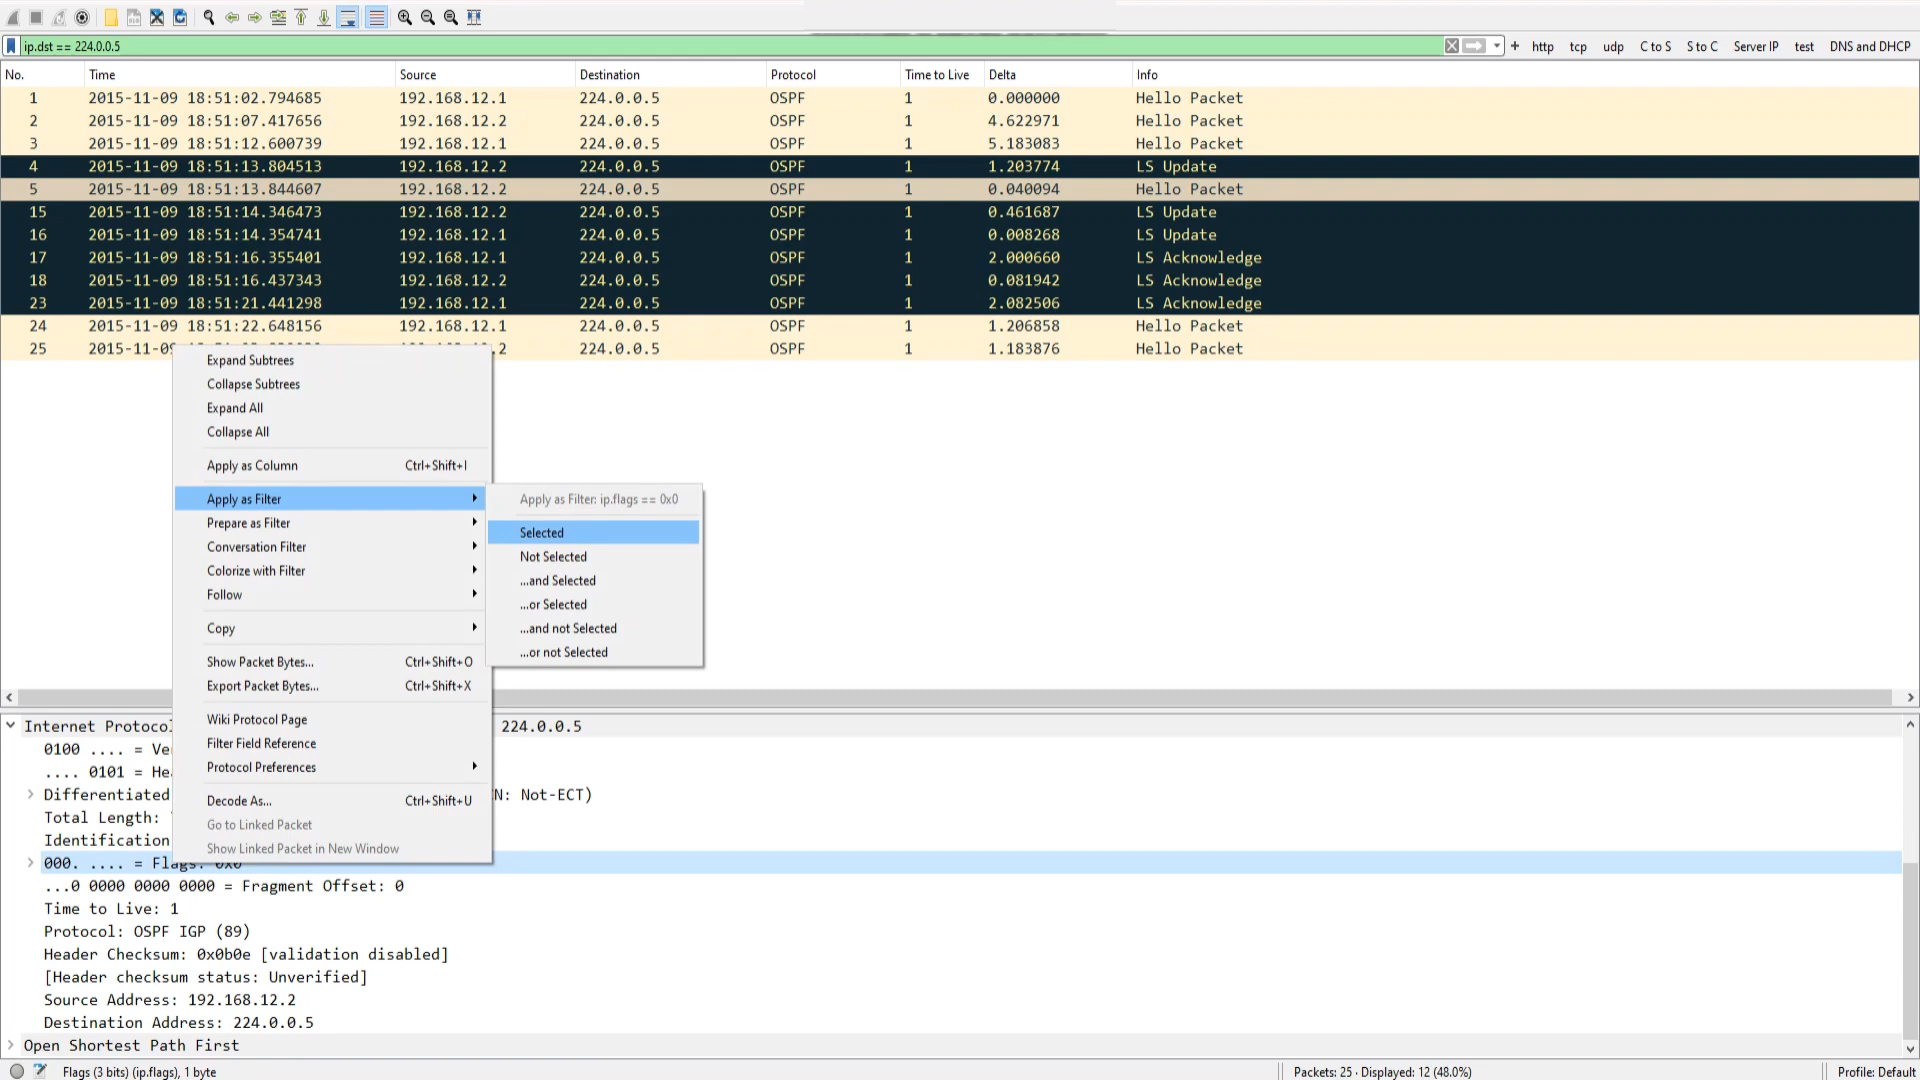 ip.dst == 224.0.0.5 + http tcp udp C to S S to C Server IP test DNS and DHCP
No. Time Source Destination Protocol Time to Live Delta Info
1 2015-11-09 18:51:02.794685 192.168.12.1 224.0.0.5 OSPF 1 0.000000 Hello Packet
2 2015-11-09 18:51:07.417656 192.168.12.2 224.0.0.5 OSPF 1 4.622971 Hello Packet
3 2015-11-09 18:51:12.600739 192.168.12.1 224.0.0.5 OSPF 1 5.183083 Hello Packet
4 2015-11-09 18:51:13.804513 192.168.12.2 224.0.0.5 OSPF 1 1.203774 LS Update
5 2015-11-09 18:51:13.844607 192.168.12.2 224.0.0.5 OSPF 1 0.040094 Hello Packet
15 2015-11-09 18:51:14.346473 192.168.12.2 224.0.0.5 OSPF 1 0.461687 LS Update
16 2015-11-09 18:51:14.354741 192.168.12.1 224.0.0.5 OSPF 1 0.008268 LS Update
17 2015-11-09 18:51:16.355401 192.168.12.1 224.0.0.5 OSPF 1 2.000660 LS Acknowledge
18 2015-11-09 18:51:16.437343 192.168.12.2 224.0.0.5 OSPF 1 0.081942 LS Acknowledge
23 2015-11-09 18:51:21.441298 192.168.12.1 224.0.0.5 OSPF 1 2.082506 LS Acknowledge
24 2015-11-09 18:51:22.648156 192.168.12.1 224.0.0.5 OSPF 1 1.206858 Hello Packet
25 2015-11-09 .2 224.0.0.5 OSPF 1 1.183876 Hello Packet
Expand Subtrees
Collapse Subtrees
Expand All
Collapse All
Apply as Column Ctrl+Shift+I
Apply as Filter
Prepare as Filter
Conversation Filter
Colorize with Filter
Follow
Copy
Show Packet Bytes... Ctrl+Shift+O
Export Packet Bytes... Ctrl+Shift+X
Wiki Protocol Page
Filter Field Reference
Protocol Preferences
Decode As... Ctrl+Shift+U
Go to Linked Packet
Show Linked Packet in New Window
Apply as Filter: ip.flags == 0x0
Selected
Not Selected
...and Selected
...or Selected
...and not Selected
...or not Selected
Internet Protocol 224.0.0.5
0100 .... = Ve
.... 0101 = He
Differentiated N: Not-ECT)
Total Length:
Identification
000. .... = Flags: 0x0
...0 0000 0000 0000 = Fragment Offset: 0
Time to Live: 1
Protocol: OSPF IGP (89)
Header Checksum: 0x0b0e [validation disabled]
[Header checksum status: Unverified]
Source Address: 192.168.12.2
Destination Address: 224.0.0.5
Open Shortest Path First
Flags (3 bits) (ip.flags), 1 byte Packets: 25 · Displayed: 12 (48.0%) Profile: Default